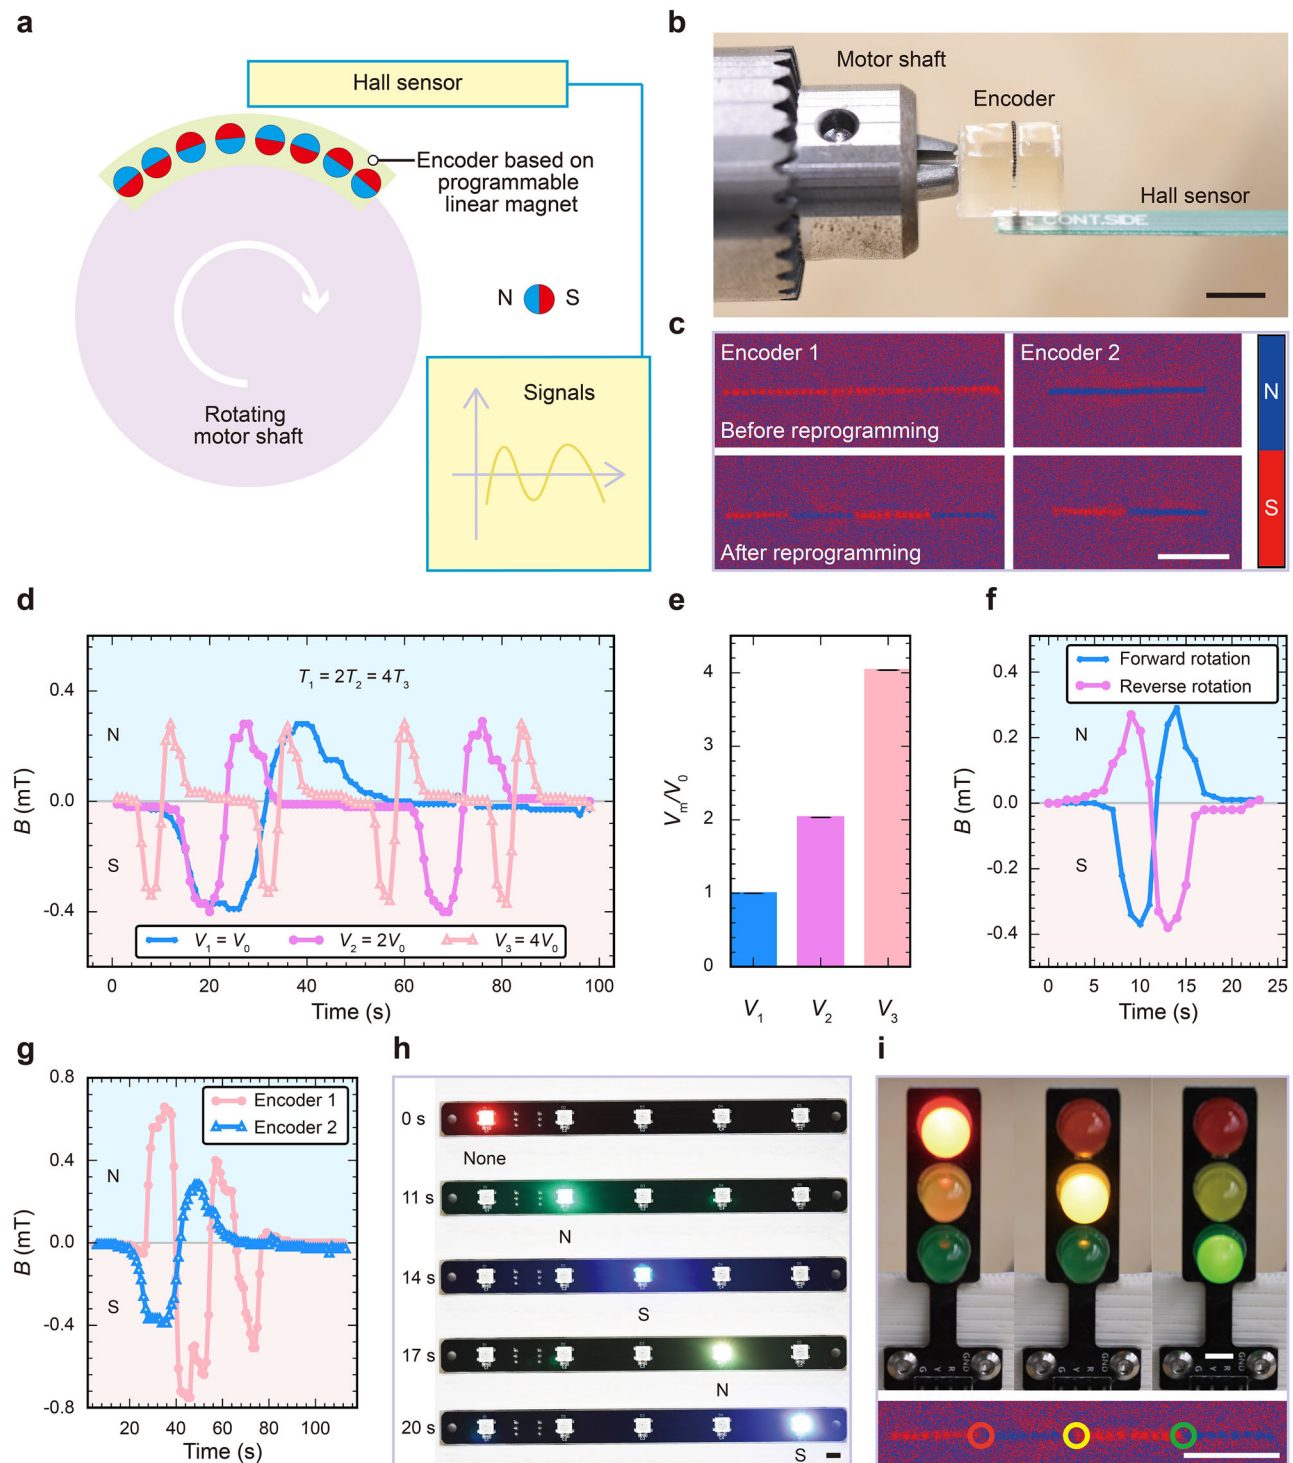 a
Hall sensor
Encoder based on
programmable
linear magnet
N S
Rotating
motor shaft
Signals
b
Motor shaft
Encoder
Hall sensor
CONT.SIDE
c
Encoder 1
Encoder 2
Before reprogramming
After reprogramming
N
S
d
T1 = 2T2 = 4T3
N
S
0.4
0.0
-0.4
B (mT)
V1 = V0
V2 = 2V0
V3 = 4V0
0 20 40 60 80 100
Time (s)
e
4
4
2
1
0
Vm/V0
V1 V2 V3
f
Forward rotation
Reverse rotation
N
S
0.4
0.2
0.0
-0.2
-0.4
B (mT)
0 5 10 15 20 25
Time (s)
g
Encoder 1
Encoder 2
N
S
0.8
0.4
0.0
-0.4
-0.8
B (mT)
20 40 60 80 100
Time (s)
h
0 s
None
11 s
N
14 s
S
17 s
N
20 s
S
i
G Y R GND
G Y R GND
G Y R GND